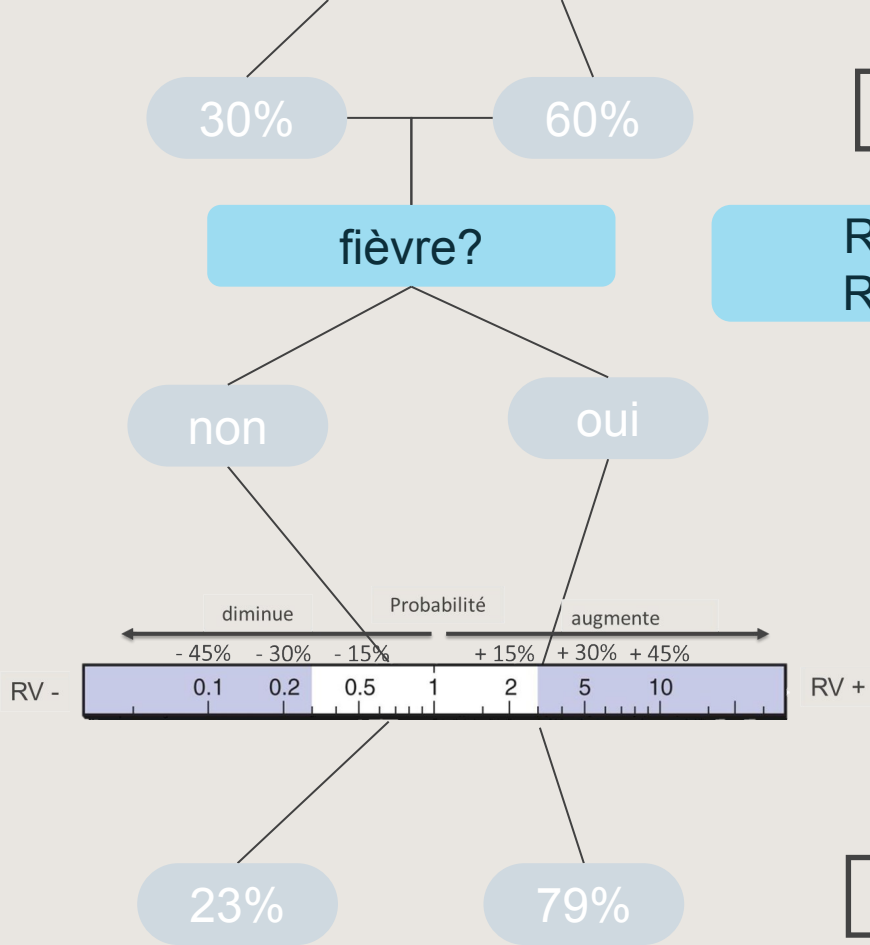 30% 60%
fièvre?
R
R
non oui
Probabilité
diminue augmente
- 45% - 30% - 15% + 15% + 30% + 45%
RV - 0.1 0.2 0.5 1 2 5 10 RV +
23% 79%